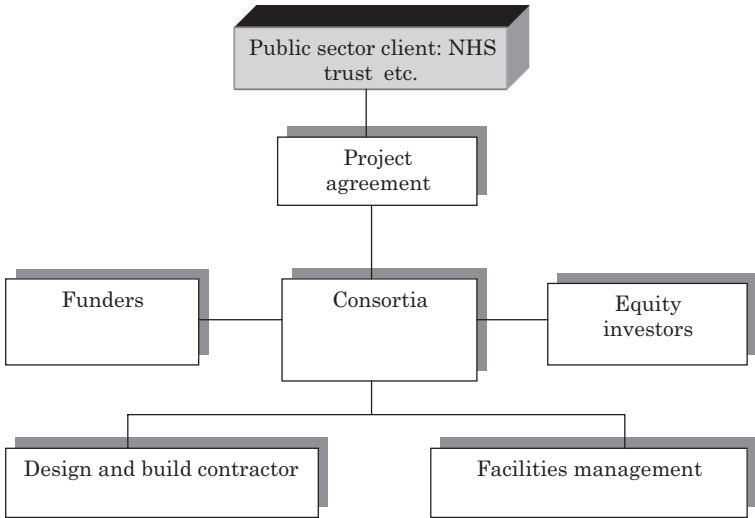 Public sector client: NHS
trust etc.
Project
agreement
Funders
Consortia
Equity
investors
Design and build contractor
Facilities management